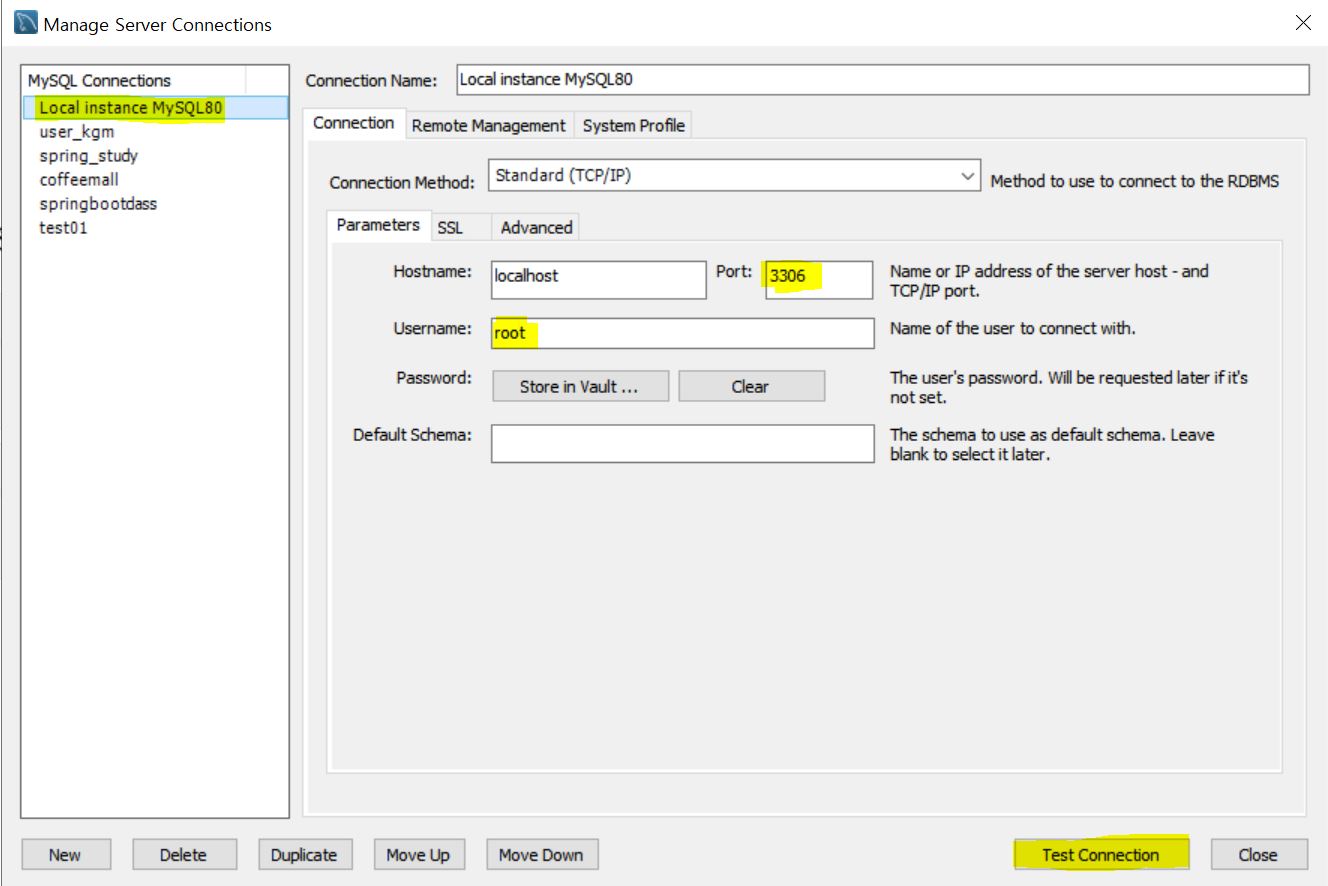 Manage Server Connections
MySQL Connections
Local instance MySQL80
user_kgm
spring_study
coffeemall
springbootdass
test01
Connection Name: Local instance MySQL80
Connection Remote Management System Profile
Connection Method: Standard (TCP/IP) Method to use to connect to the RDBMS
Parameters SSL Advanced
Hostname: localhost Port: 3306 Name or IP address of the server host - and
TCP/IP port.
Username: root Name of the user to connect with.
Password: Store in Vault ... Clear The user's password. Will be requested later if it's
not set.
Default Schema: The schema to use as default schema. Leave
blank to select it later.
New Delete Duplicate Move Up Move Down Test Connection Close